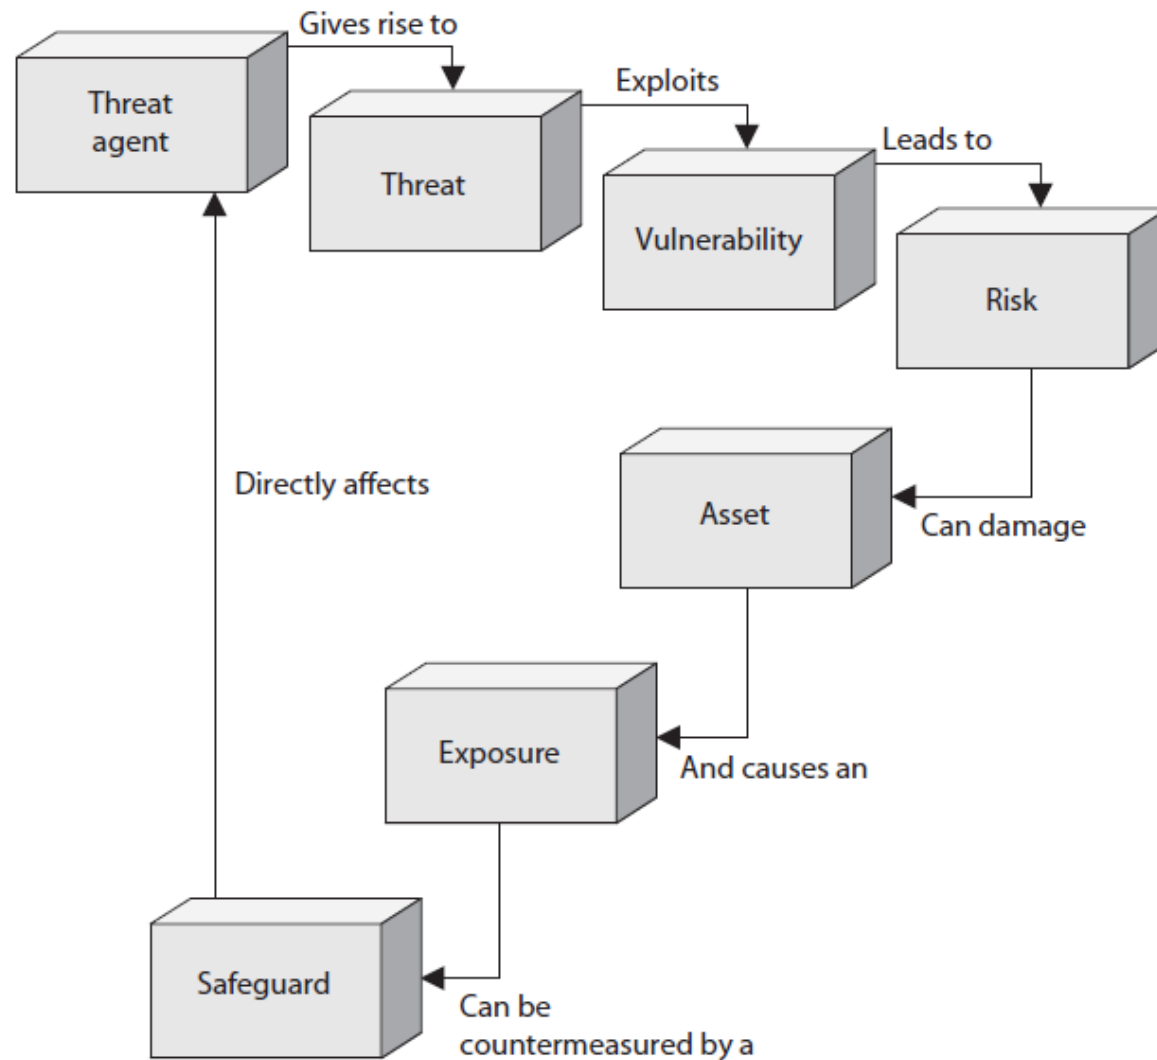 Gives rise to
Threat
agent
Exploits
Threat
Leads to
Vulnerability
Risk
Can damage
Asset
And causes an
Exposure
Can be
countermeasured by a
Safeguard
Directly affects